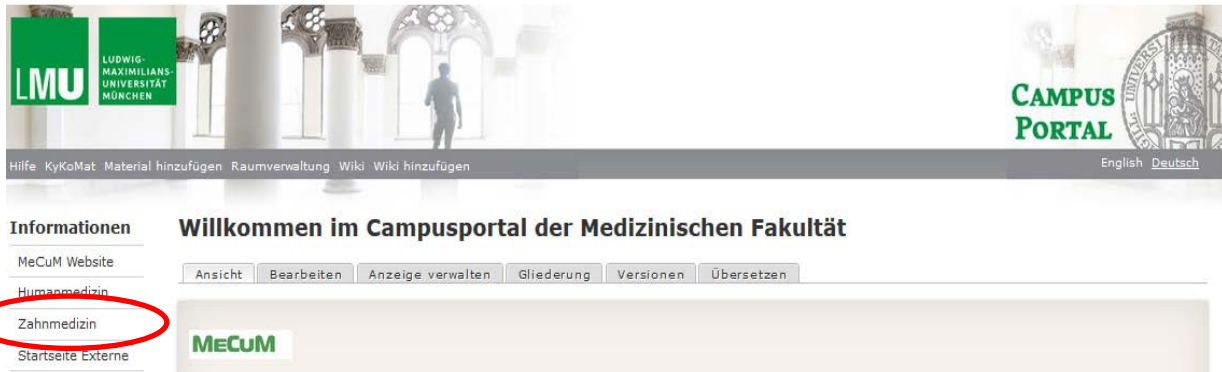 LMU
LUDWIG-
MAXIMILIANS-
UNIVERSITÄT
MÜNCHEN
CAMPUS
PORTAL
Hilfe KyKoMat Material hinzufügen Raumverwaltung Wiki Wiki hinzufügen
English Deutsch
Informationen
MeCuM Website
Humanmedizin
Zahnmedizin
Startseite Externe
Willkommen im Campusportal der Medizinischen Fakultät
Ansicht Bearbeiten Anzeige verwalten Gliederung Versionen Übersetzen
MECUM